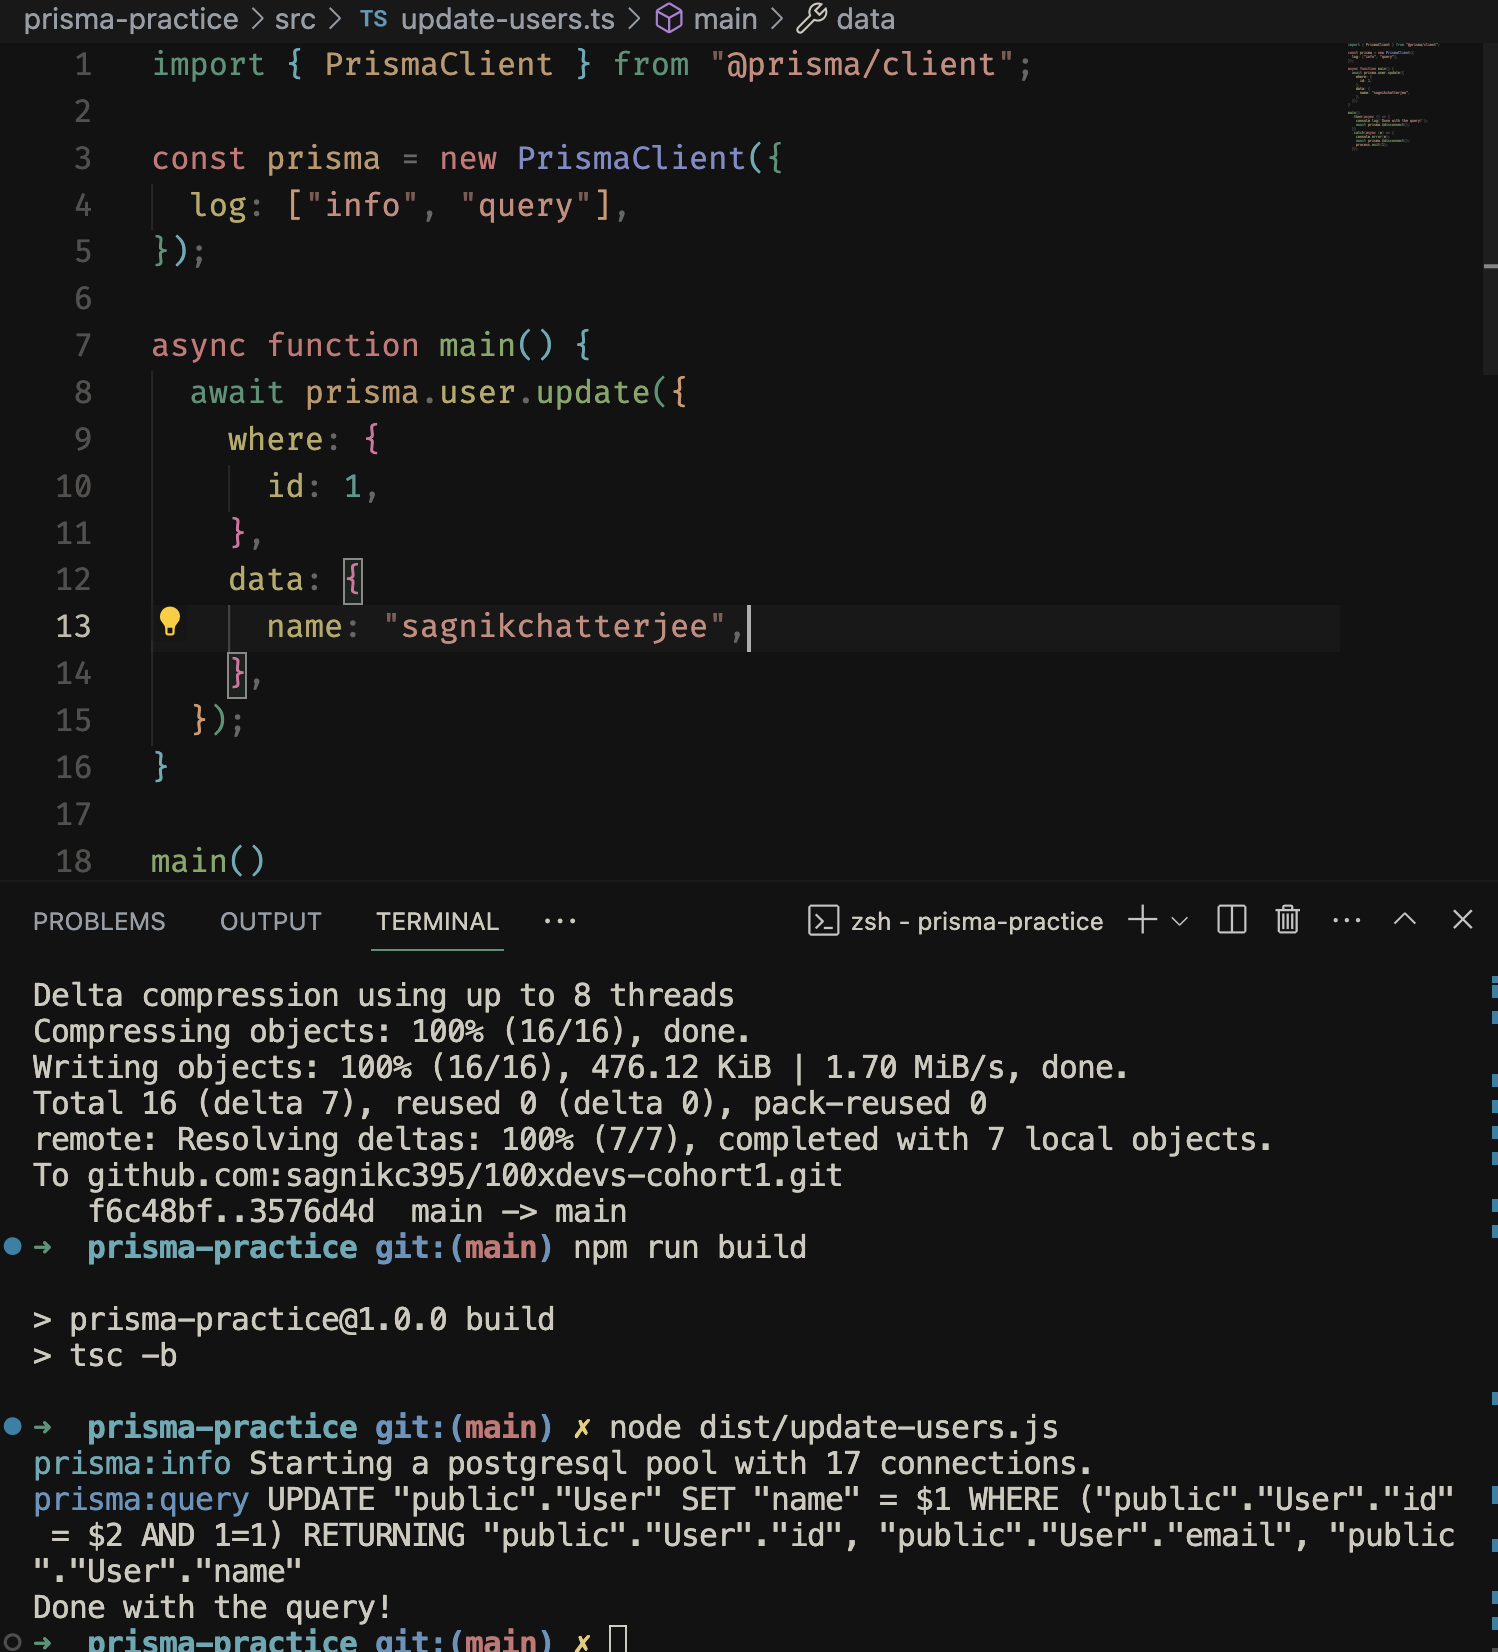 prisma-practice > src > TS update-users.ts > main > data
1 import { PrismaClient } from "@prisma/client";
2
3 const prisma = new PrismaClient({
4 log: ["info", "query"],
5 });
6
7 async function main() {
8 await prisma.user.update({
9 where: {
10 id: 1,
11 },
12 data: {
13 name: "sagnikchatterjee",
14 },
15 });
16 }
17
18 main()
PROBLEMS OUTPUT TERMINAL ··· zsh - prisma-practice
Delta compression using up to 8 threads
Compressing objects: 100% (16/16), done.
Writing objects: 100% (16/16), 476.12 KiB | 1.70 MiB/s, done.
Total 16 (delta 7), reused 0 (delta 0), pack-reused 0
remote: Resolving deltas: 100% (7/7), completed with 7 local objects.
To github.com:sagnikc395/100xdevs-cohort1.git
f6c48bf..3576d4d main -> main
➜ prisma-practice git:(main) npm run build
> prisma-practice@1.0.0 build
> tsc -b
➜ prisma-practice git:(main) ✗ node dist/update-users.js
prisma:info Starting a postgresql pool with 17 connections.
prisma:query UPDATE "public"."User" SET "name" = $1 WHERE ("public"."User"."id"
= $2 AND 1=1) RETURNING "public"."User"."id", "public"."User"."email", "public
"."User"."name"
Done with the query!
➜ prisma-practice git:(main) ✗